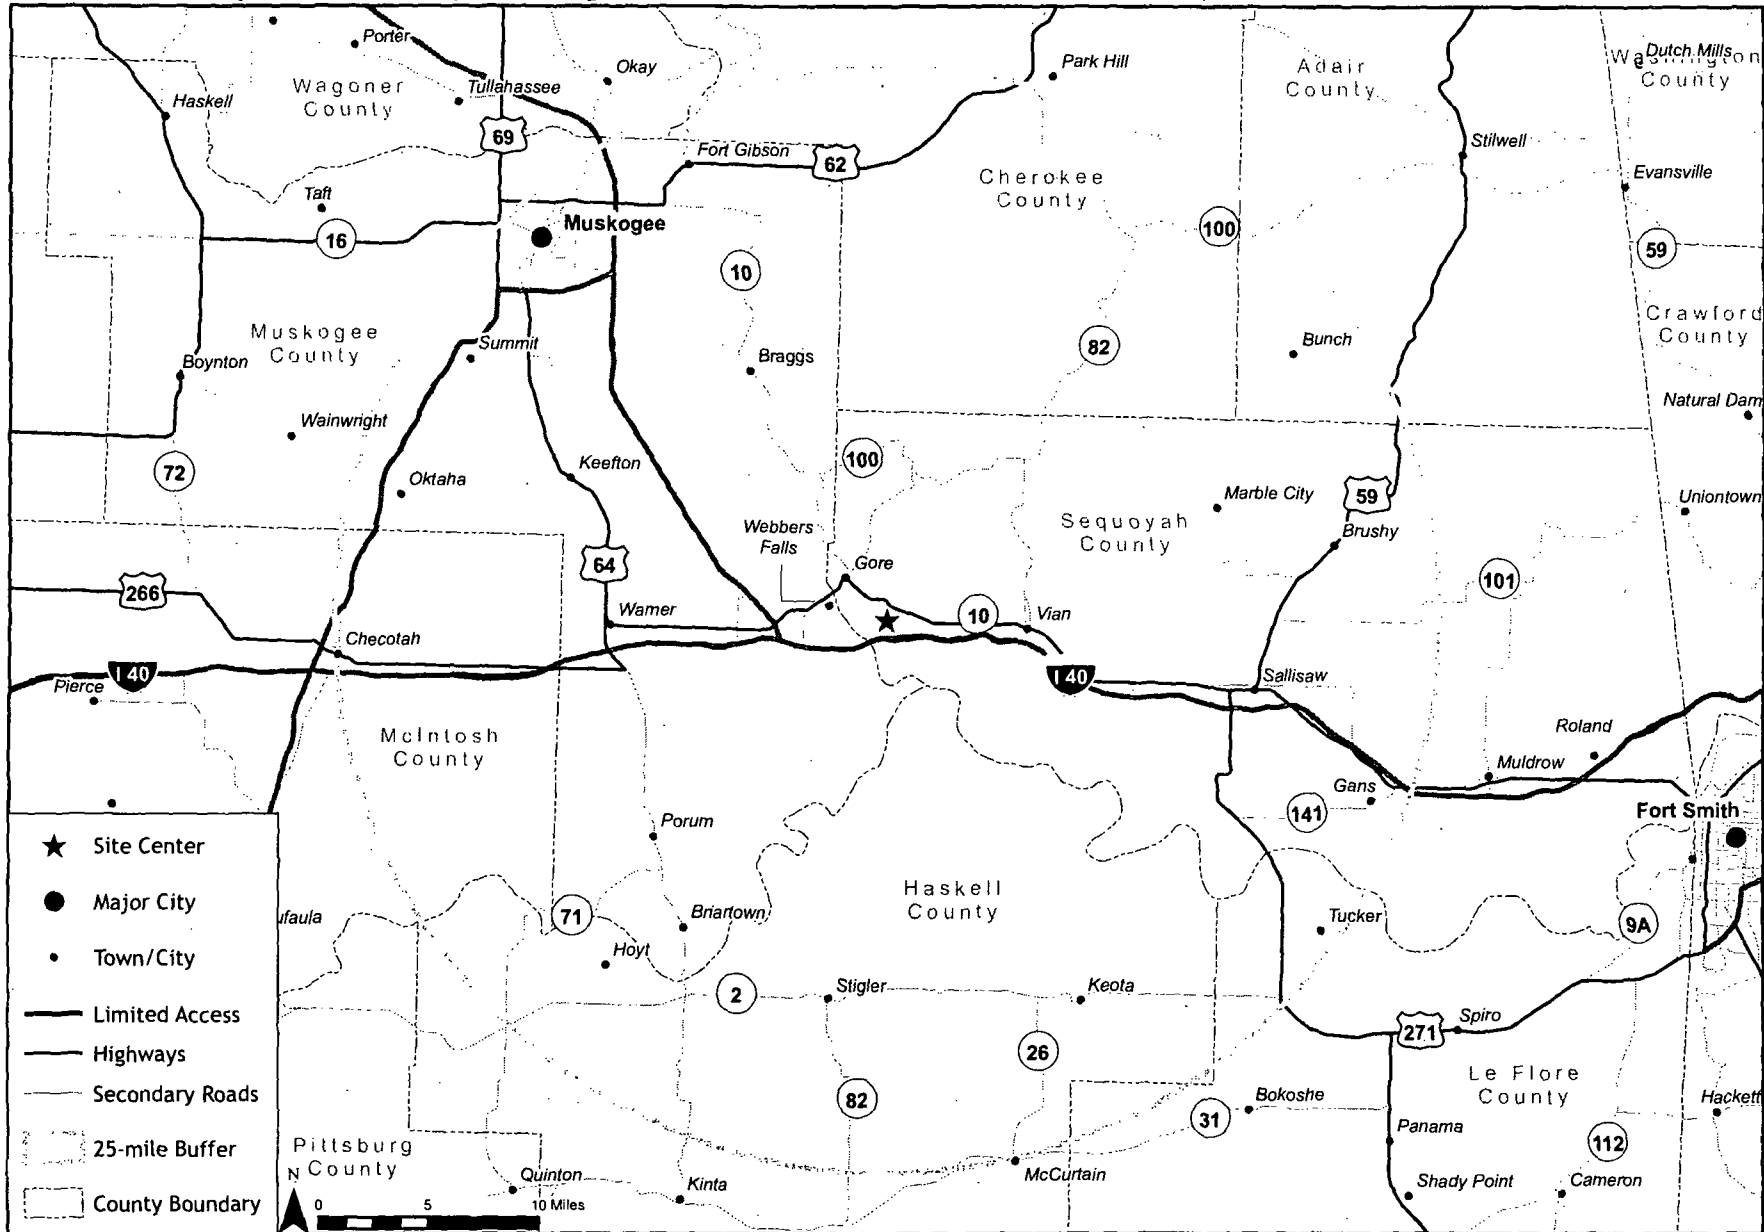 Porter
Okay
Park Hill
Adair
County
Dutch Mills
Washington
County
Wagoner
County
Haskell
Tullahassee
69
Fort Gibson
62
Stilwell
Evansville
Cherokee
County
Taft
16
Muskogee
100
59
10
Muskogee
County
Summit
Boynton
Braggs
82
Bunch
Crawford
County
Natural Dam
Wainwright
72
Oktaha
Keefton
100
Marble City
59
Uniontown
Webbers
Falls
Sequoyah
County
Brushy
266
64
Gore
101
Warner
10
Vian
Checotah
I 40
Pierce
I 40
Sallisaw
McIntosh
County
Roland
Muldrow
Gans
141
Fort Smith
Porum
Haskell
County
ufaula
71
Briartown
Tucker
9A
Hoyt
2
Stigler
Keota
271
Spiro
26
82
Le Flore
County
31
Bokoshe
Hackett
Panama
112
Pittsburg
County
Quinton
Kinta
McCurtain
Shady Point
Cameron
Site Center
Major City
Town/City
Limited Access
Highways
Secondary Roads
25-mile Buffer
County Boundary
N
0 5 10 Miles